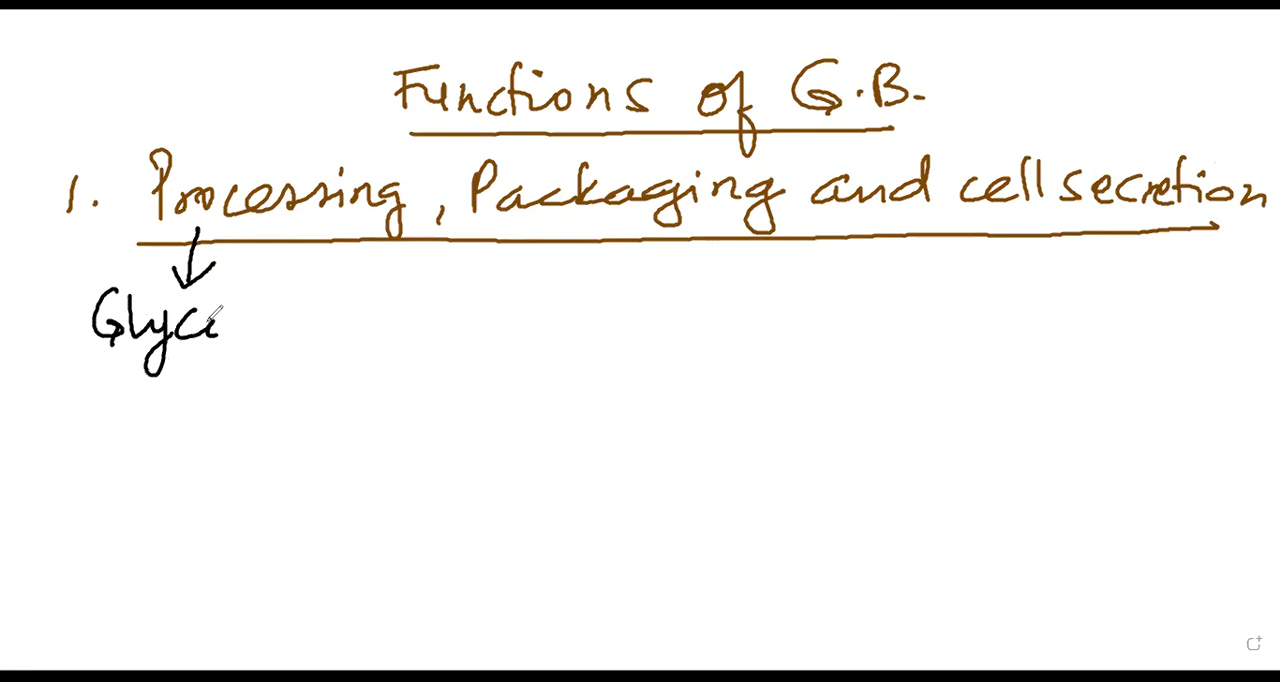 Functions of G.B.
1. Processing, Packaging and cell secretion
Glyc